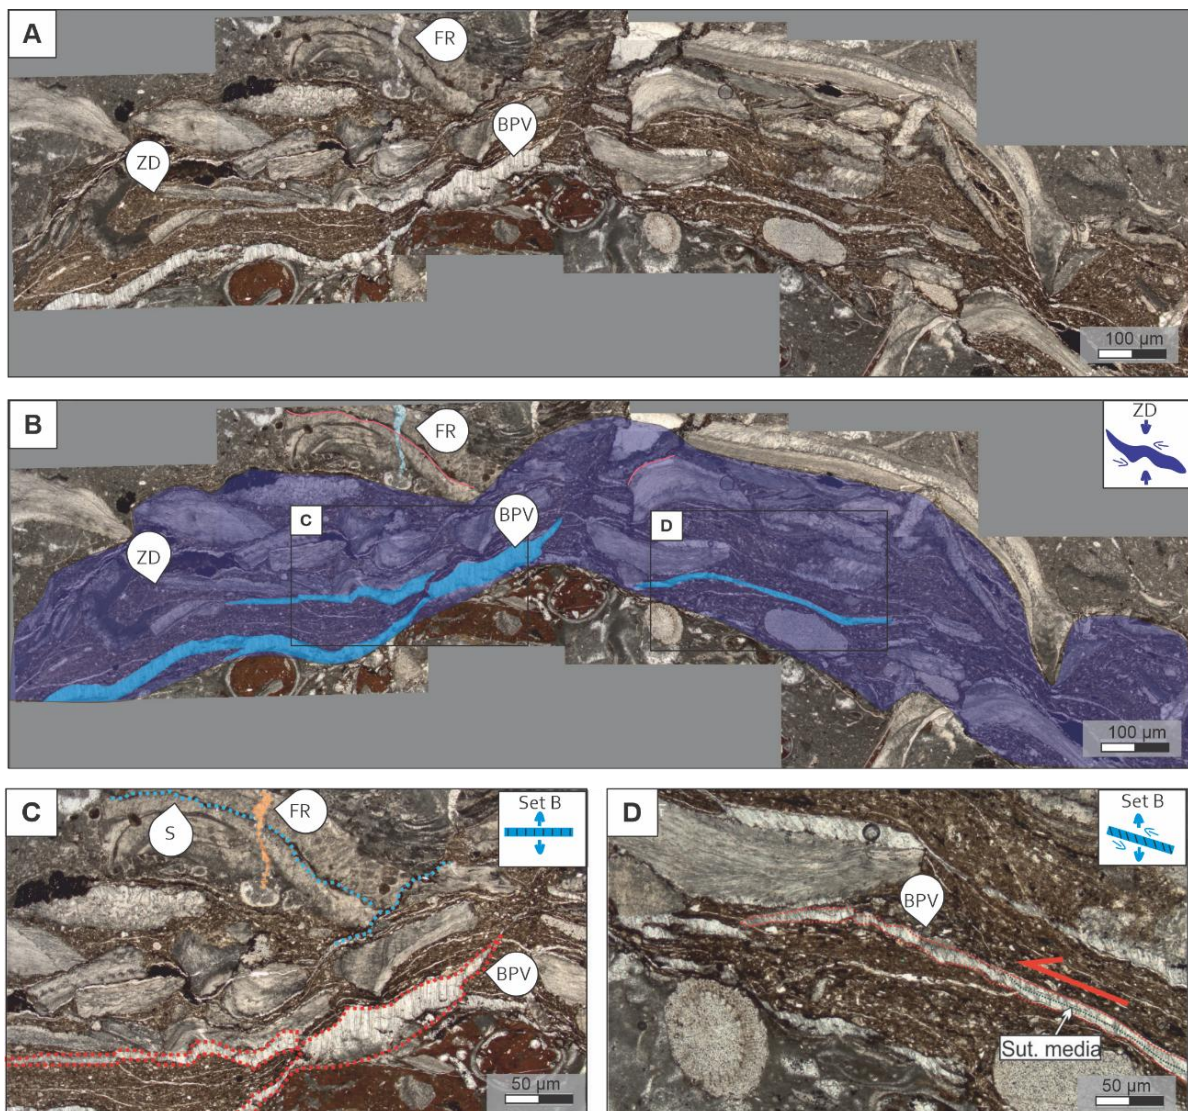 A
FR
BPV
ZD
100 µm
B
ZD
FR
C
BPV
D
ZD
100 µm
C
FR
Set B
S
BPV
50 µm
D
Set B
BPV
Sut. media
50 µm